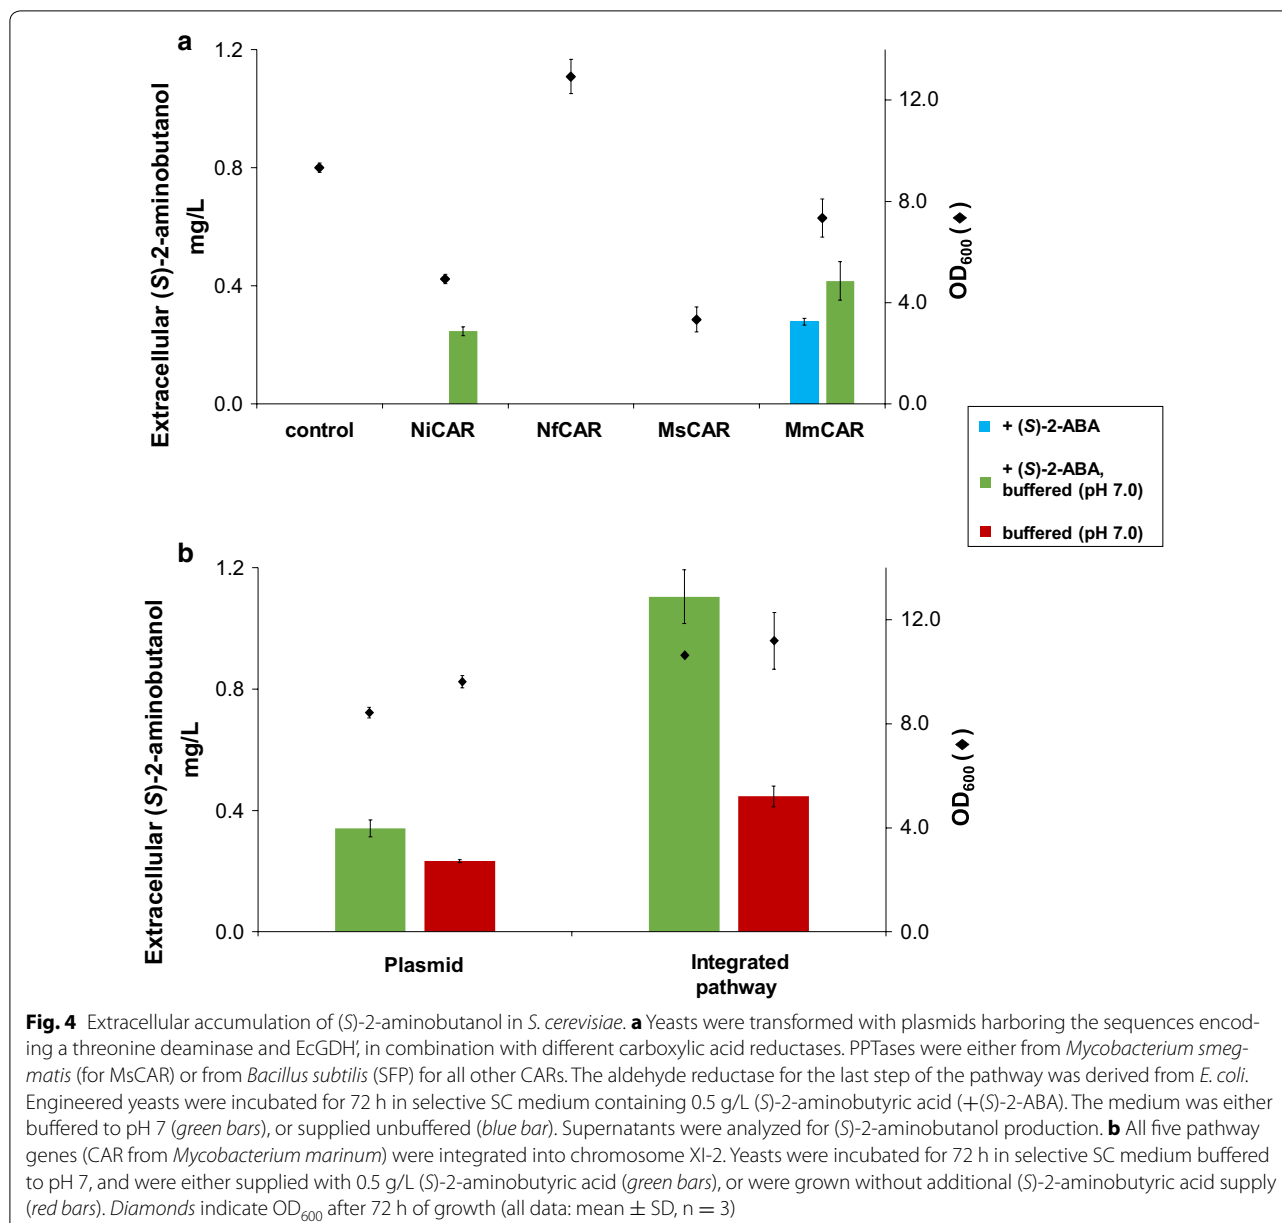 a
1.2
0.8
0.4
0.0
Extracellular (S)-2-aminobutanol
mg/L
12.0
8.0
4.0
0.0
OD600 (♦)
control NiCAR NfCAR MsCAR MmCAR
+ (S)-2-ABA
+ (S)-2-ABA,
buffered (pH 7.0)
buffered (pH 7.0)
b
1.2
0.8
0.4
0.0
Extracellular (S)-2-aminobutanol
mg/L
12.0
8.0
4.0
0.0
OD600 (♦)
Plasmid Integrated
pathway
Fig. 4 Extracellular accumulation of (S)-2-aminobutanol in S. cerevisiae. a Yeasts were transformed with plasmids harboring the sequences encod-
ing a threonine deaminase and EcGDH′, in combination with different carboxylic acid reductases. PPTases were either from Mycobacterium smeg-
matis (for MsCAR) or from Bacillus subtilis (SFP) for all other CARs. The aldehyde reductase for the last step of the pathway was derived from E. coli.
Engineered yeasts were incubated for 72 h in selective SC medium containing 0.5 g/L (S)-2-aminobutyric acid (+(S)-2-ABA). The medium was either
buffered to pH 7 (green bars), or supplied unbuffered (blue bar). Supernatants were analyzed for (S)-2-aminobutanol production. b All five pathway
genes (CAR from Mycobacterium marinum) were integrated into chromosome XI-2. Yeasts were incubated for 72 h in selective SC medium buffered
to pH 7, and were either supplied with 0.5 g/L (S)-2-aminobutyric acid (green bars), or were grown without additional (S)-2-aminobutyric acid supply
(red bars). Diamonds indicate OD600 after 72 h of growth (all data: mean ± SD, n = 3)